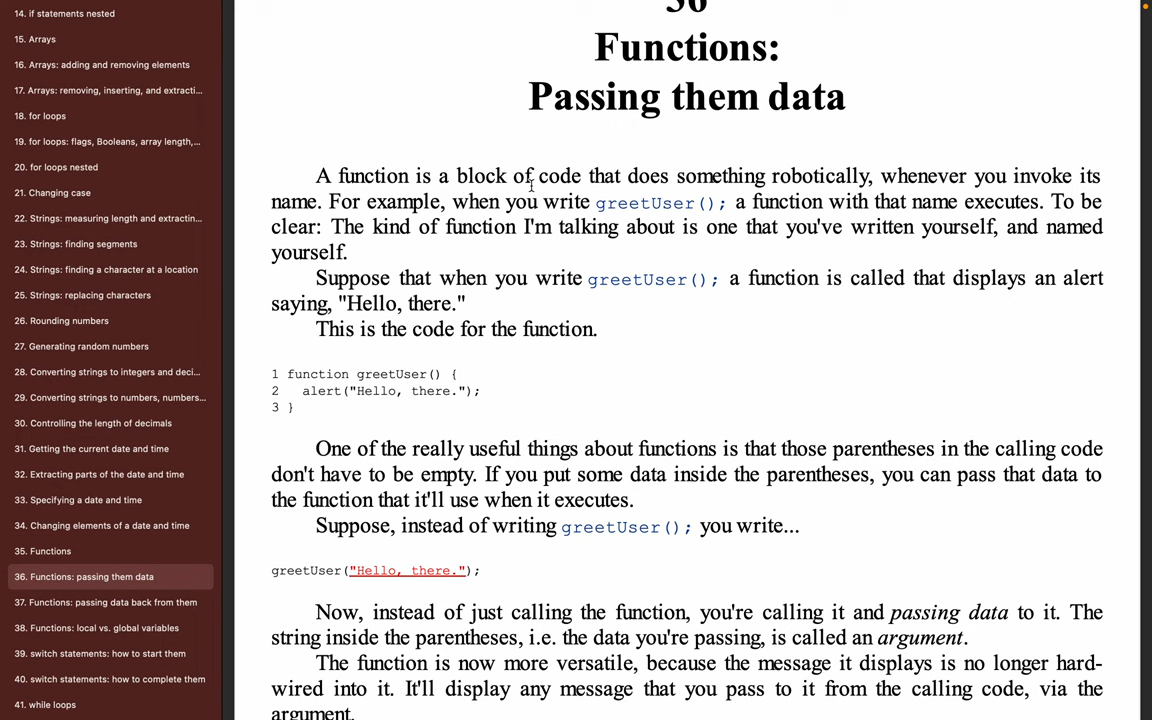 14. if statements nested
15. Arrays
16. Arrays: adding and removing elements
17. Arrays: removing, inserting, and extracti...
18. for loops
19. for loops: flags, Booleans, array length,...
20. for loops nested
21. Changing case
22. Strings: measuring length and extractin...
23. Strings: finding segments
24. Strings: finding a character at a location
25. Strings: replacing characters
26. Rounding numbers
27. Generating random numbers
28. Converting strings to integers and deci...
29. Converting strings to numbers, numbers...
30. Controlling the length of decimals
31. Getting the current date and time
32. Extracting parts of the date and time
33. Specifying a date and time
34. Changing elements of a date and time
35. Functions
36. Functions: passing them data
37. Functions: passing data back from them
38. Functions: local vs. global variables
39. switch statements: how to start them
40. switch statements: how to complete them
41. while loops
36
Functions:
Passing them data
A function is a block of code that does something robotically, whenever you invoke its
name. For example, when you write greetUser(); a function with that name executes. To be
clear: The kind of function I'm talking about is one that you've written yourself, and named
yourself.
Suppose that when you write greetUser(); a function is called that displays an alert
saying, "Hello, there."
This is the code for the function.
1 function greetUser() {
2   alert("Hello, there.");
3 }
One of the really useful things about functions is that those parentheses in the calling code
don't have to be empty. If you put some data inside the parentheses, you can pass that data to
the function that it'll use when it executes.
Suppose, instead of writing greetUser(); you write...
greetUser("Hello, there.");
Now, instead of just calling the function, you're calling it and passing data to it. The
string inside the parentheses, i.e. the data you're passing, is called an argument.
The function is now more versatile, because the message it displays is no longer hard-
wired into it. It'll display any message that you pass to it from the calling code, via the
argument.